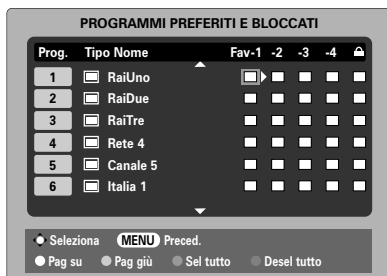 PROGRAMMI PREFERITI E BLOCCATI
Prog. Tipo Nome Fav-1 -2 -3 -4
1 RaiUno
2 RaiDue
3 RaiTre
4 Rete 4
5 Canale 5
6 Italia 1
Seleziona MENU Preced.
Pag su Pag giù Sel tutto Desel tutto